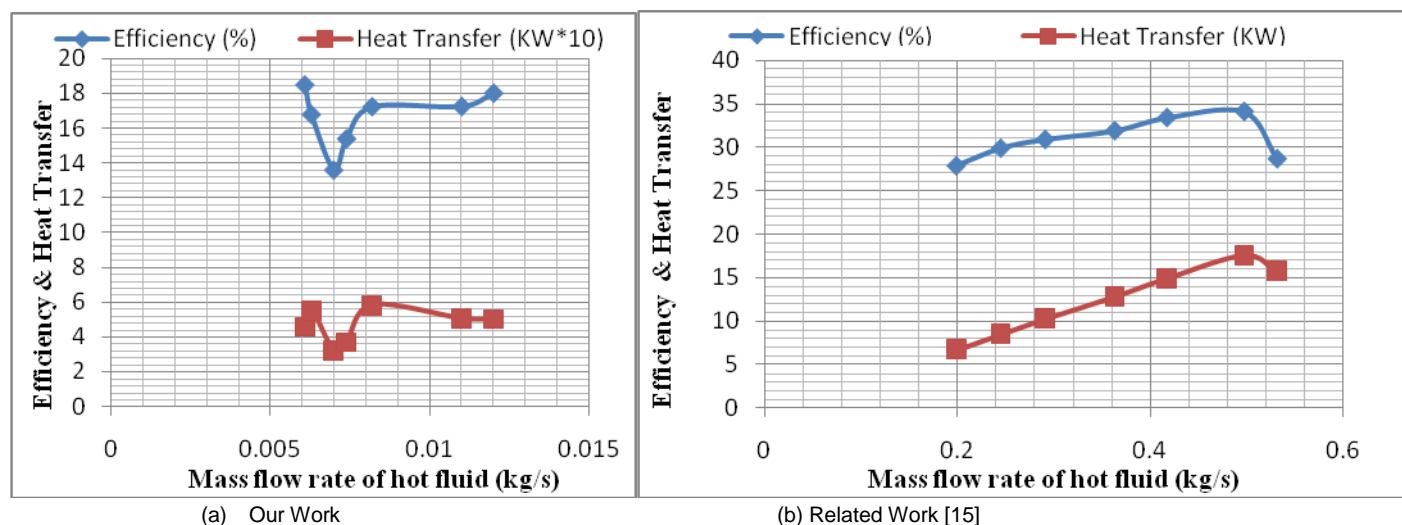 Efficiency (%) Heat Transfer (KW*10)
20
18
16
14
12
10
8
6
4
2
0
Efficiency & Heat Transfer
0 0.005 0.01 0.015
Mass flow rate of hot fluid (kg/s)
(a) Our Work
Efficiency (%) Heat Transfer (KW)
40
35
30
25
20
15
10
5
0
Efficiency & Heat Transfer
0 0.2 0.4 0.6
Mass flow rate of hot fluid (kg/s)
(b) Related Work [15]